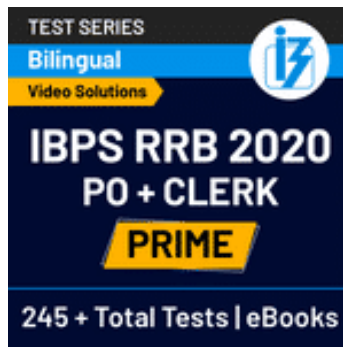 TEST SERIES
Bilingual
Video Solutions
IBPS RRB 2020
PO + CLERK
PRIME
245 + Total Tests | eBooks